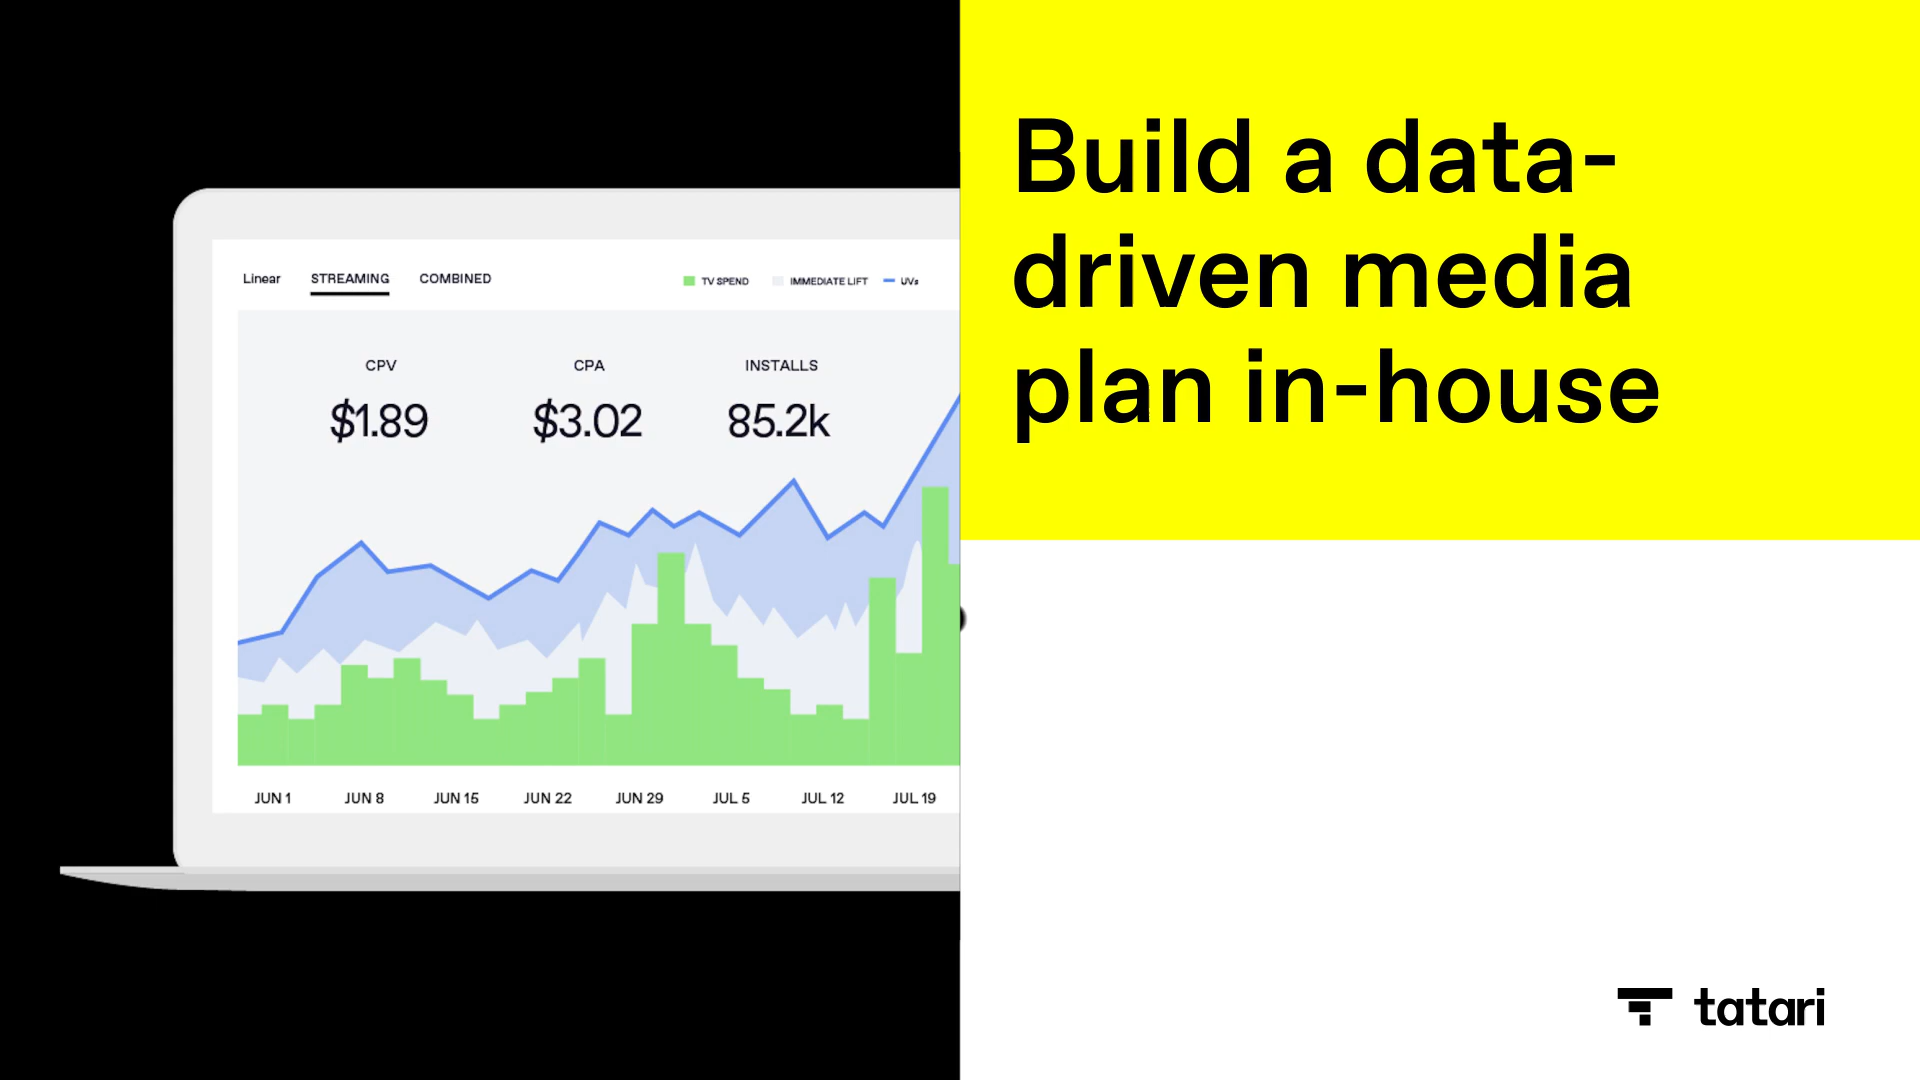 Linear STREAMING COMBINED TV SPEND IMMEDIATE LIFT UVs
CPV CPA INSTALLS
$1.89 $3.02 85.2k
JUN 1 JUN 8 JUN 15 JUN 22 JUN 29 JUL 5 JUL 12 JUL 19
Build a data-
driven media
plan in-house
tatari